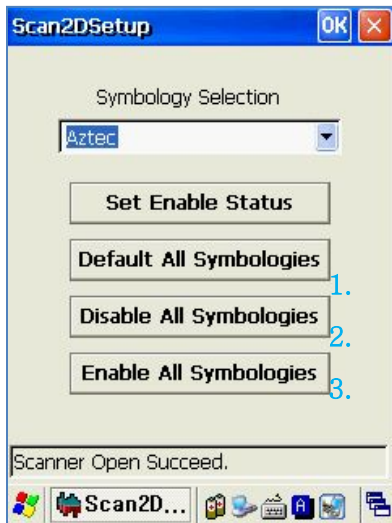 Scan2DSetup OK
Symbology Selection
Aztec
Set Enable Status
Default All Symbologies
1.
Disable All Symbologies
2.
Enable All Symbologies
3.
Scanner Open Succeed.
Scan2D... A